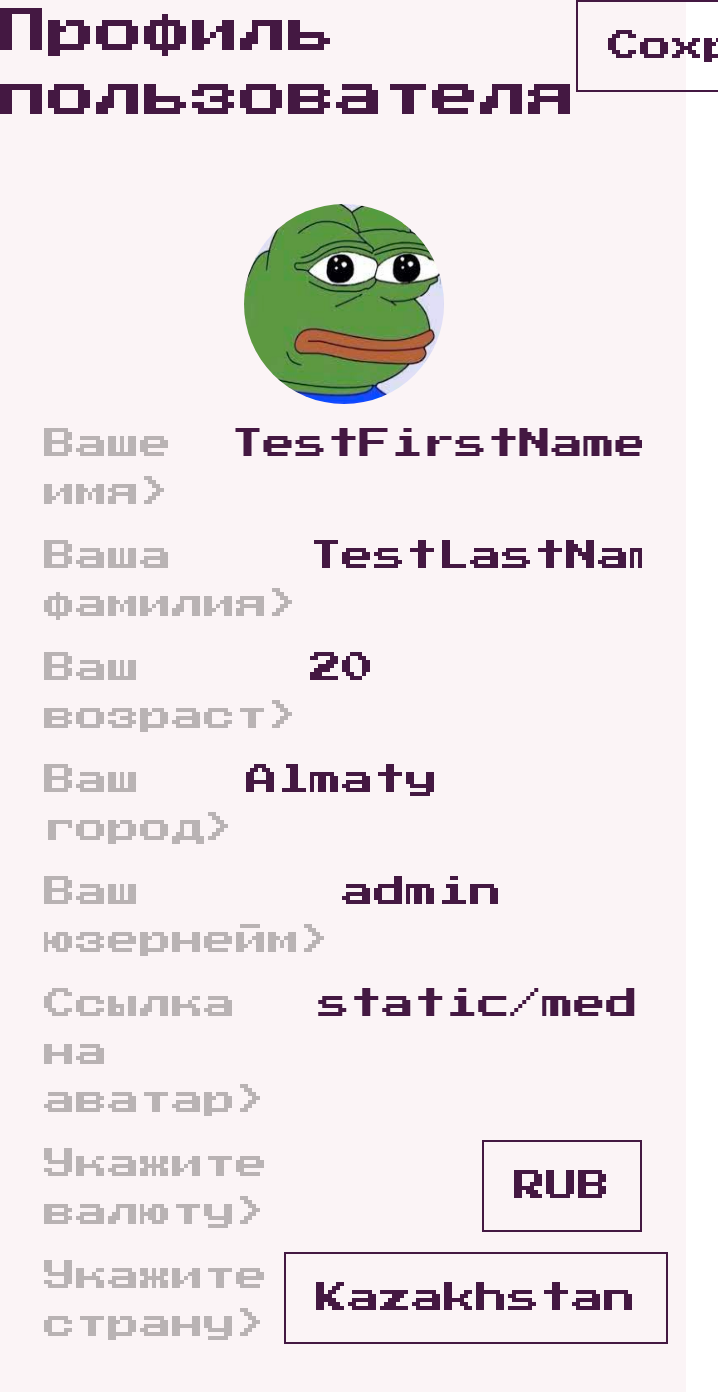 Профиль
пользователя
Сохр
Ваше TestFirstName
имя>
Ваша TestLastNam
фамилия>
Ваш 20
возраст>
Ваш Almaty
город>
Ваш admin
юзернейм>
Ссылка static/med
на
аватар>
Укажите
валюту>
RUB
Укажите
страну>
Kazakhstan